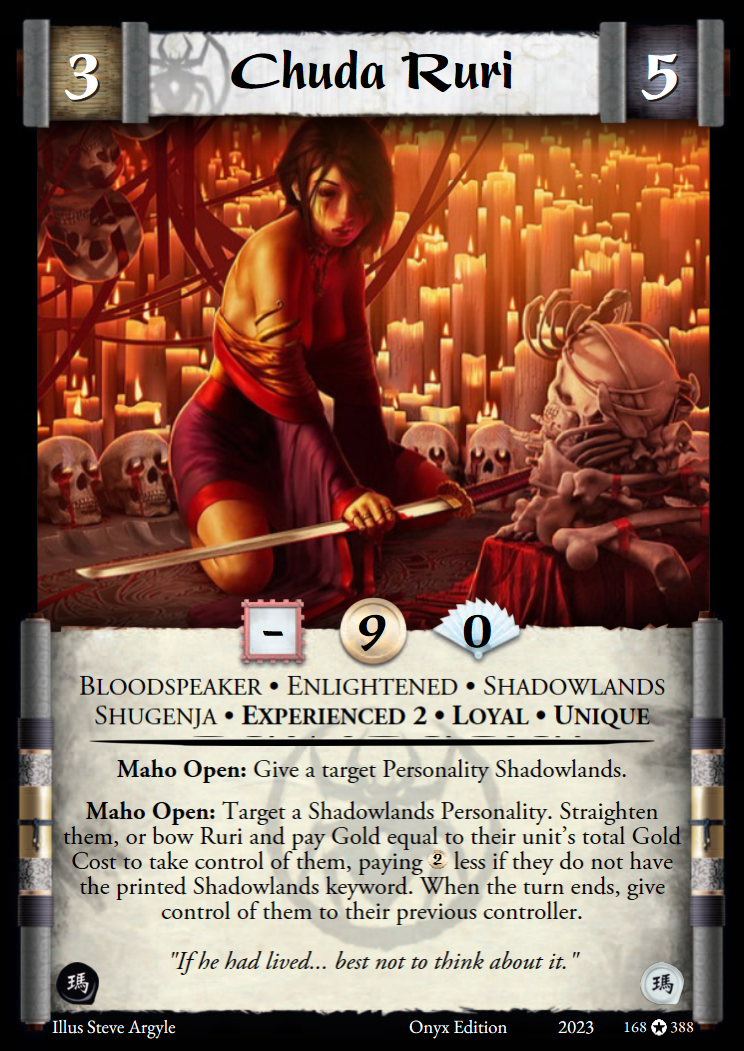 3 Chuda Ruri 5
- 9 0
BLOODSPEAKER • ENLIGHTENED • SHADOWLANDS
SHUGENJA • EXPERIENCED 2 • LOYAL • UNIQUE
Maho Open: Give a target Personality Shadowlands.
Maho Open: Target a Shadowlands Personality. Straighten
them, or bow Ruri and pay Gold equal to their unit's total Gold
Cost to take control of them, paying 2 less if they do not have
the printed Shadowlands keyword. When the turn ends, give
control of them to their previous controller.
"If he had lived... best not to think about it."
瑪 瑪
Illus Steve Argyle Onyx Edition 2023 168 ✪ 388